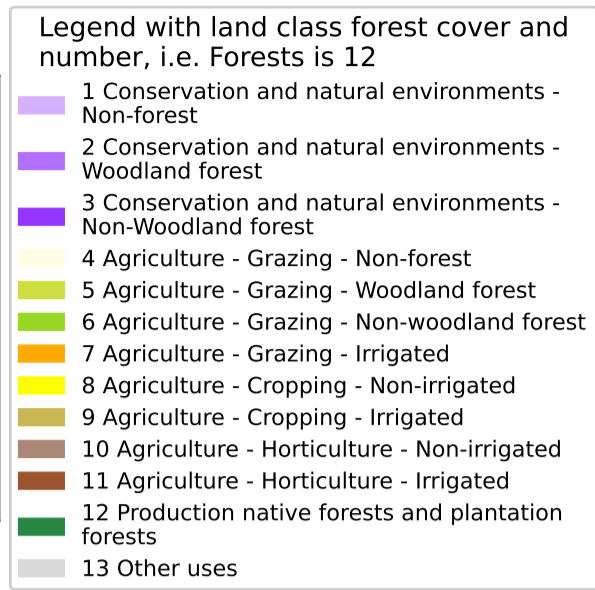 Legend with land class forest cover and
number, i.e. Forests is 12
1 Conservation and natural environments -
Non-forest
2 Conservation and natural environments -
Woodland forest
3 Conservation and natural environments -
Non-Woodland forest
4 Agriculture - Grazing - Non-forest
5 Agriculture - Grazing - Woodland forest
6 Agriculture - Grazing - Non-woodland forest
7 Agriculture - Grazing - Irrigated
8 Agriculture - Cropping - Non-irrigated
9 Agriculture - Cropping - Irrigated
10 Agriculture - Horticulture - Non-irrigated
11 Agriculture - Horticulture - Irrigated
12 Production native forests and plantation
forests
13 Other uses